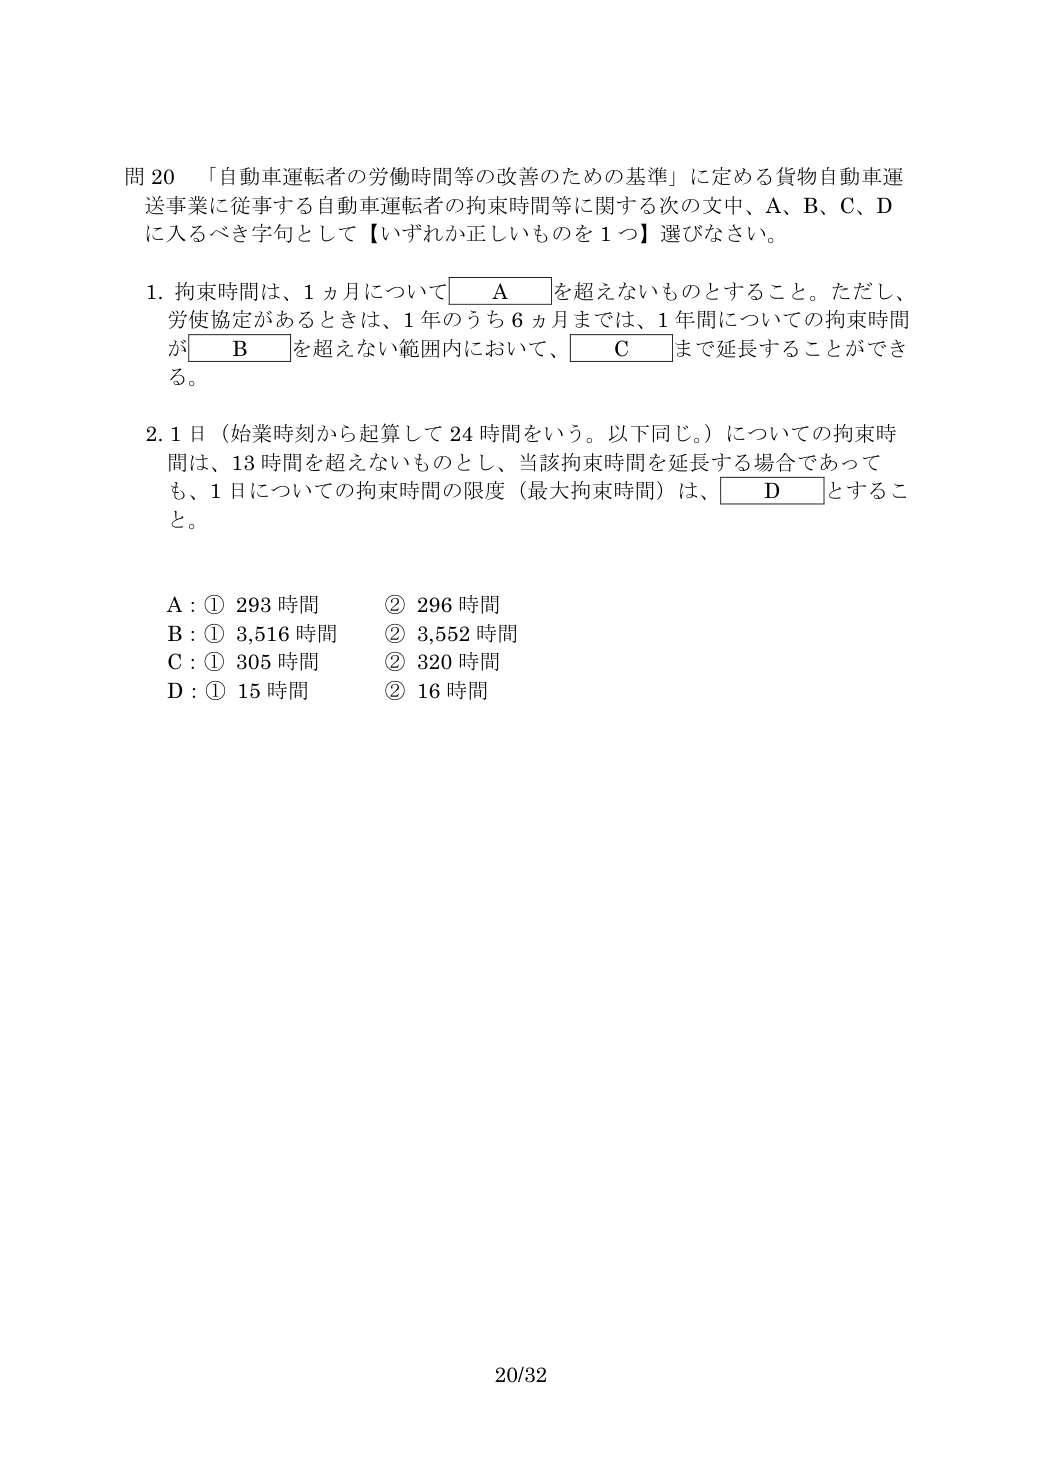 問 20　「自動車運転者の労働時間等の改善のための基準」に定める貨物自動車運
送事業に従事する自動車運転者の拘束時間等に関する次の文中、A、B、C、D
に入るべき字句として【いずれか正しいものを 1 つ】選びなさい。
1. 拘束時間は、1 ヵ月について A を超えないものとすること。ただし、
労使協定があるときは、1 年のうち 6 ヵ月までは、1 年間についての拘束時間
が B を超えない範囲内において、 C まで延長することができ
る。
2. 1 日（始業時刻から起算して 24 時間をいう。以下同じ。）についての拘束時
間は、13 時間を超えないものとし、当該拘束時間を延長する場合であって
も、1 日についての拘束時間の限度（最大拘束時間）は、 D とするこ
と。
A：① 293 時間　② 296 時間
B：① 3,516 時間　② 3,552 時間
C：① 305 時間　② 320 時間
D：① 15 時間　② 16 時間
20/32